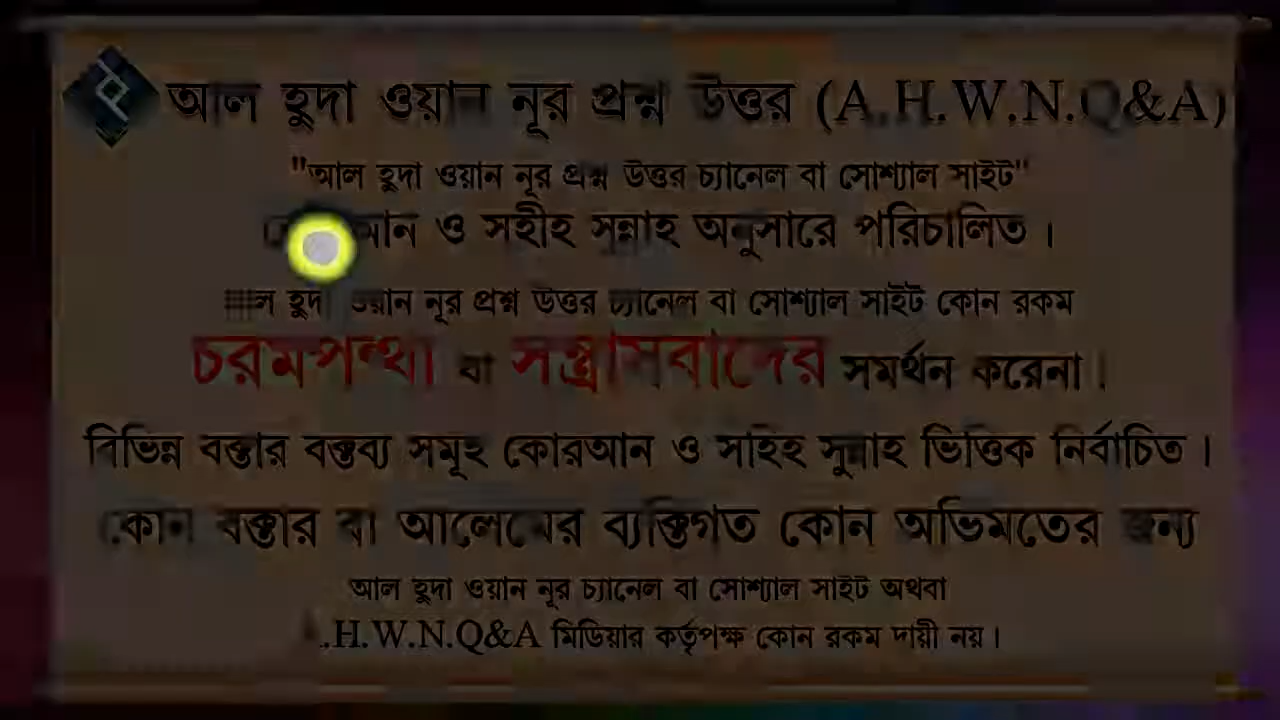 আল হুদা ওয়ান নূর প্রশ্ন উত্তর (A.H.W.N.Q&A)
"আল হুদা ওয়ান নূর প্রশ্ন উত্তর চ্যানেল বা সোশ্যাল সাইট"
ও সহীহ সুন্নাহ অনুসারে পরিচালিত ।
হুদা ওয়ান নূর প্রশ্ন উত্তর চ্যানেল বা সোশ্যাল সাইট কোন রকম
চরমপন্থা বা সন্ত্রাসবাদের সমর্থন করেনা।
বিভিন্ন বক্তার বক্তব্য সমূহ কোরআন ও সাহিহ সুন্নাহ ভিত্তিক নির্বাচিত ।
কোন বক্তার বা আলেমের ব্যক্তিগত কোন অভিমতের জন্য
আল হুদা ওয়ান নূর চ্যানেল বা সোশ্যাল সাইট অথবা
.H.W.N.Q&A মিডিয়ার কর্তৃপক্ষ কোন রকম দায়ী নয়।